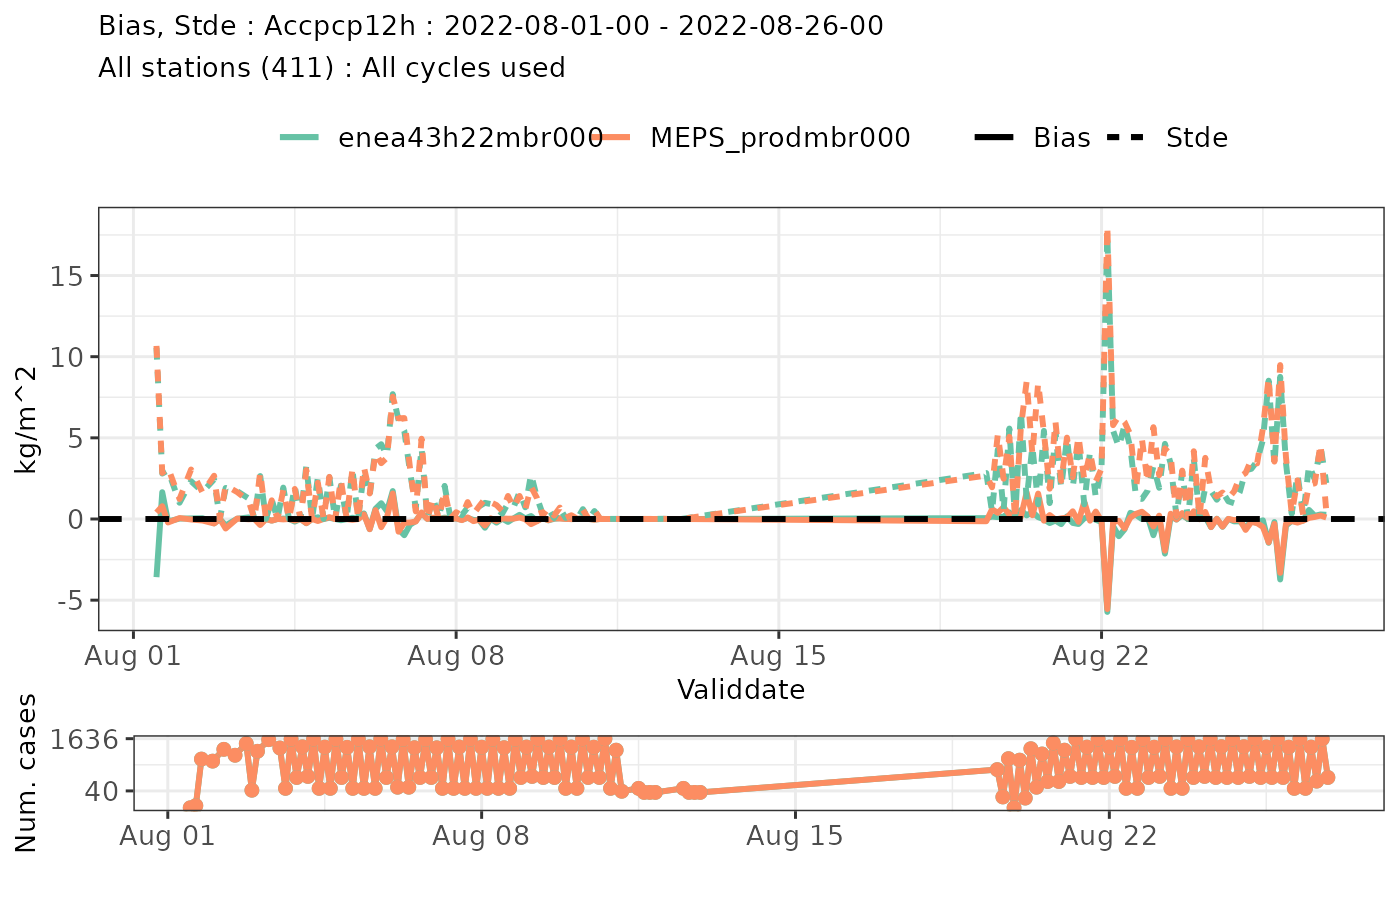 Bias, Stde : Accpcp12h : 2022-08-01-00 - 2022-08-26-00
All stations (411) : All cycles used
enea43h22mbr000 MEPS_prodmbr000 Bias Stde
kg/m^2
15
10
5
0
-5
Aug 01 Aug 08 Aug 15 Aug 22
Validdate
Num. cases
1636
40
Aug 01 Aug 08 Aug 15 Aug 22